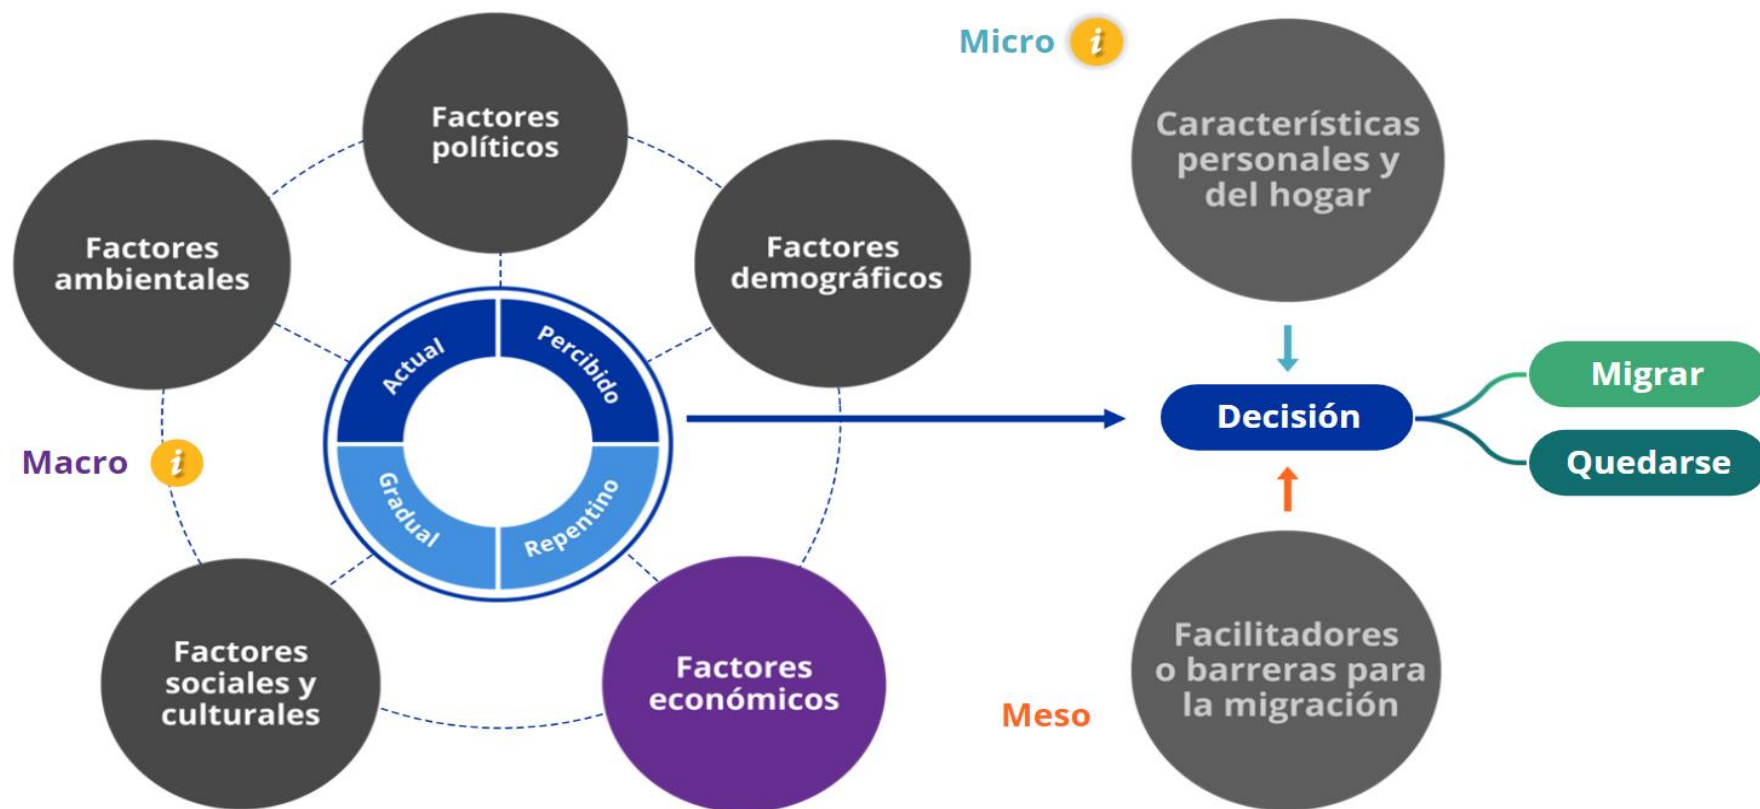 Factores
políticos
Factores
ambientales
Factores
demográficos
Actual
Percibido
Gradual
Repentino
Macro
i
Factores
sociales y
culturales
Factores
económicos
Micro
i
Características
personales y
del hogar
Decisión
Migrar
Quedarse
Meso
Facilitadores
o barreras para
la migración